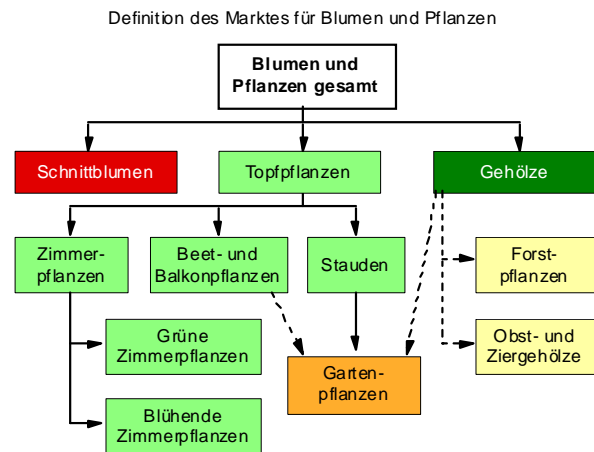 Definition des Marktes für Blumen und Pflanzen
Blumen und
Pflanzen gesamt
Schnittblumen
Topfpflanzen
Gehölze
Zimmer-
pflanzen
Beet- und
Balkonpflanzen
Stauden
Forst-
pflanzen
Grüne
Zimmerpflanzen
Garten-
pflanzen
Obst- und
Ziergehölze
Blühende
Zimmerpflanzen